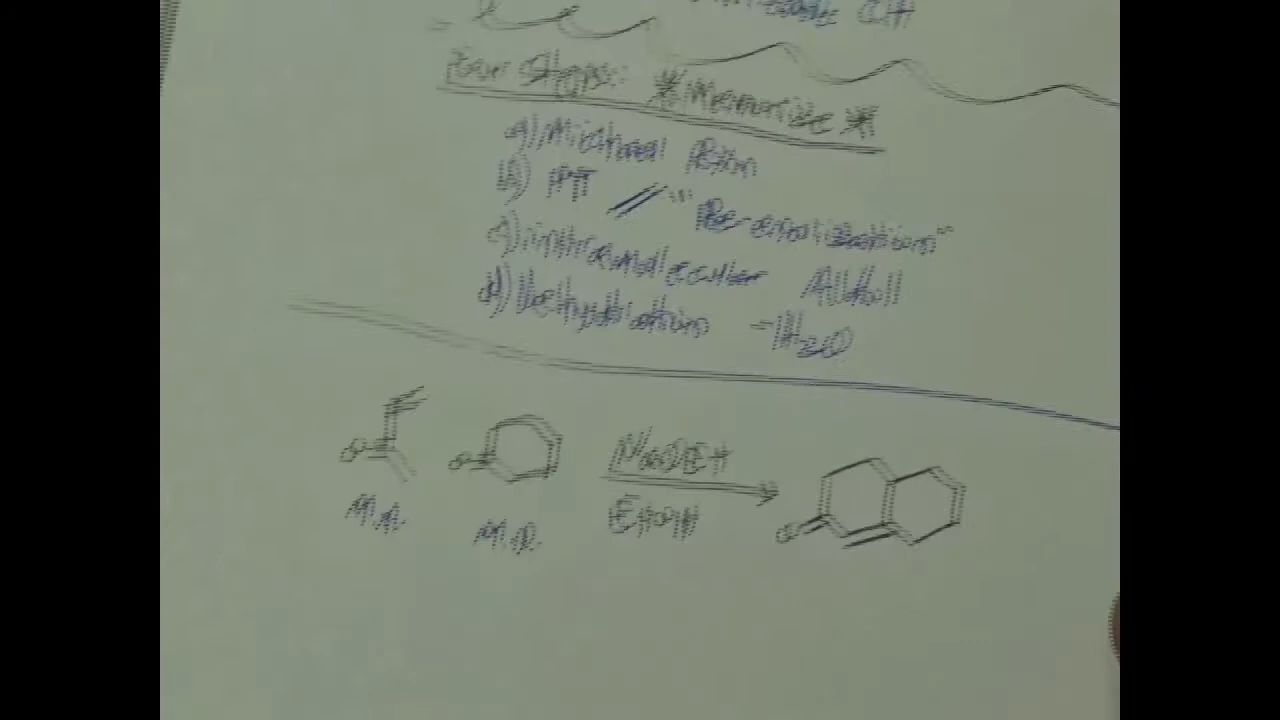 Four Steps: *Memorize*
a) Michael Rxn
b) PT // "Re-enolization"
c) intramolecular Aldol
d) Dehydration -H2O
O O NaOEt
M.A. M.D. EtOH O